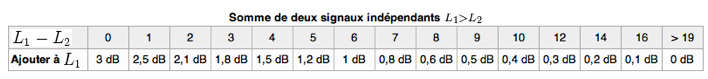 Somme de deux signaux indépendants L₁>L₂
L₁ − L₂ 0 1 2 3 4 5 6 7 8 9 10 12 14 16 > 19
Ajouter à L₁ 3 dB 2,5 dB 2,1 dB 1,8 dB 1,5 dB 1,2 dB 1 dB 0,8 dB 0,6 dB 0,5 dB 0,4 dB 0,3 dB 0,2 dB 0,1 dB 0 dB